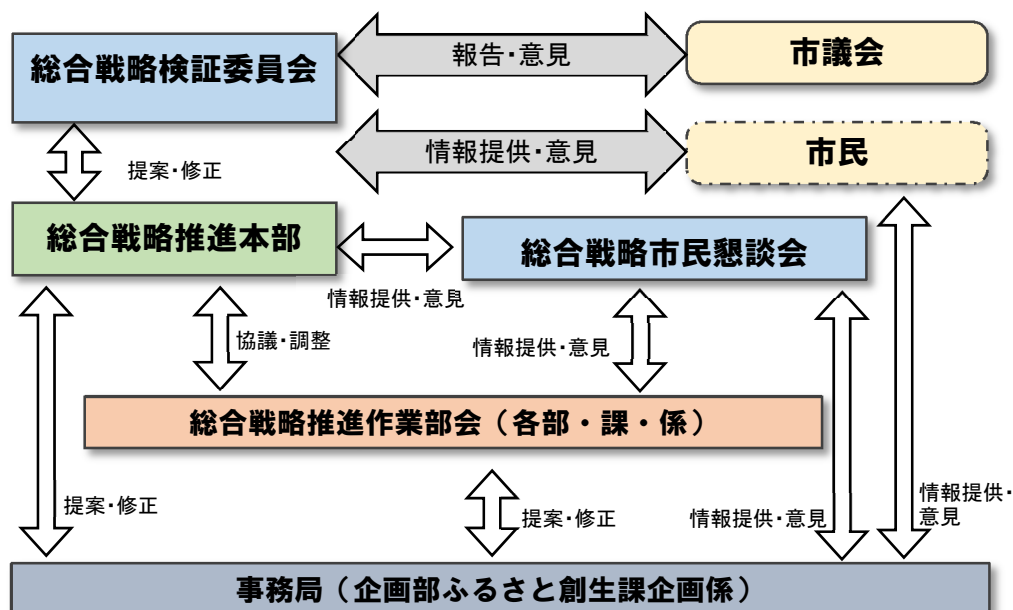 総合戦略検証委員会
報告・意見
市議会
情報提供・意見
市民
提案・修正
総合戦略推進本部
総合戦略市民懇談会
情報提供・意見
協議・調整
情報提供・意見
総合戦略推進作業部会(各部・課・係)
提案・修正
提案・修正
情報提供・意見
情報提供・
意見
事務局(企画部ふるさと創生課企画係)